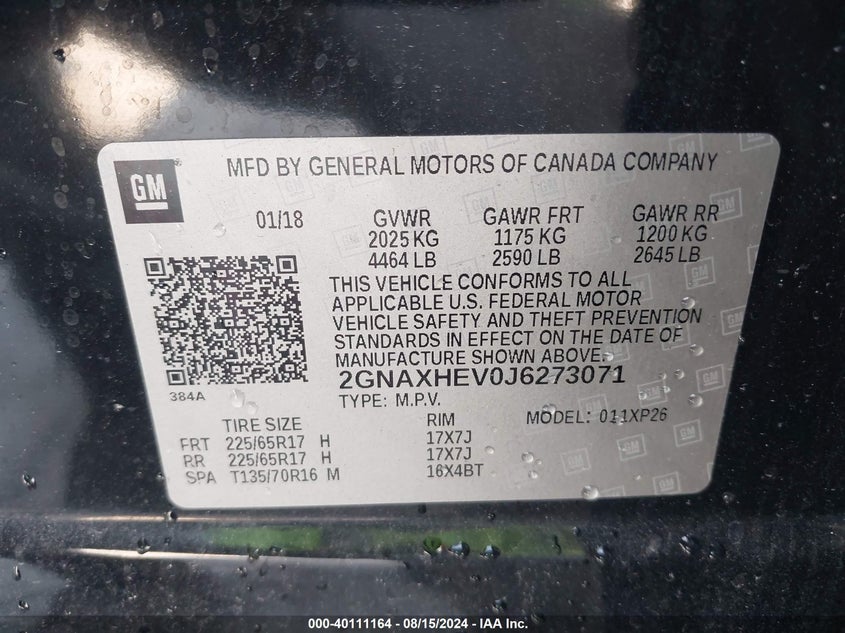 GM
MFD BY GENERAL MOTORS OF CANADA COMPANY
01/18 GVWR GAWR FRT GAWR RR
2025 KG 1175 KG 1200 KG
4464 LB 2590 LB 2645 LB
THIS VEHICLE CONFORMS TO ALL
APPLICABLE U.S. FEDERAL MOTOR
VEHICLE SAFETY AND THEFT PREVENTION
STANDARDS IN EFFECT ON THE DATE OF
MANUFACTURE SHOWN ABOVE.
2GNAXHEV0J6273071
384A
TYPE: M.P.V. MODEL: 011XP26
TIRE SIZE RIM
FRT 225/65R17 H 17X7J
RR 225/65R17 H 17X7J
SPA T135/70R16 M 16X4BT
000-40111164 - 08/15/2024 - IAAI.com